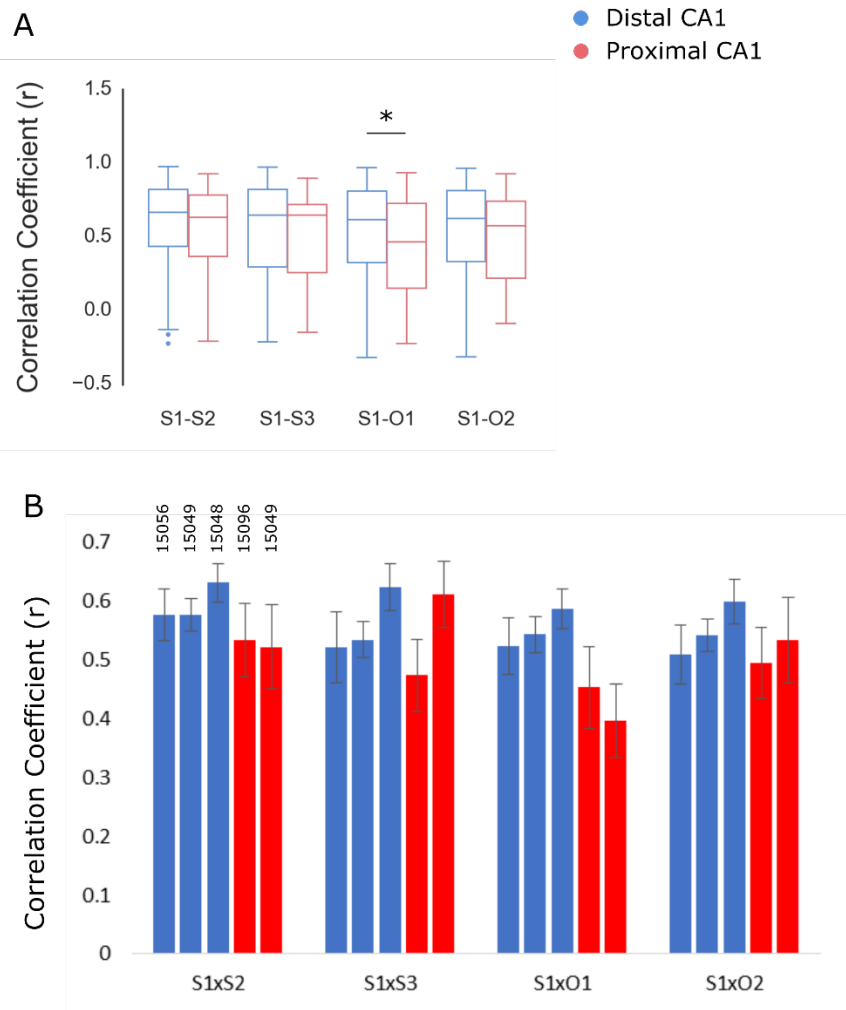 A
Distal CA1
Proximal CA1
Correlation Coefficient (r)
1.5
1.0
0.5
0.0
−0.5
*
S1-S2
S1-S3
S1-O1
S1-O2
B
Correlation Coefficient (r)
15056
15049
15048
15096
15049
0.7
0.6
0.5
0.4
0.3
0.2
0.1
0
S1xS2
S1xS3
S1xO1
S1xO2